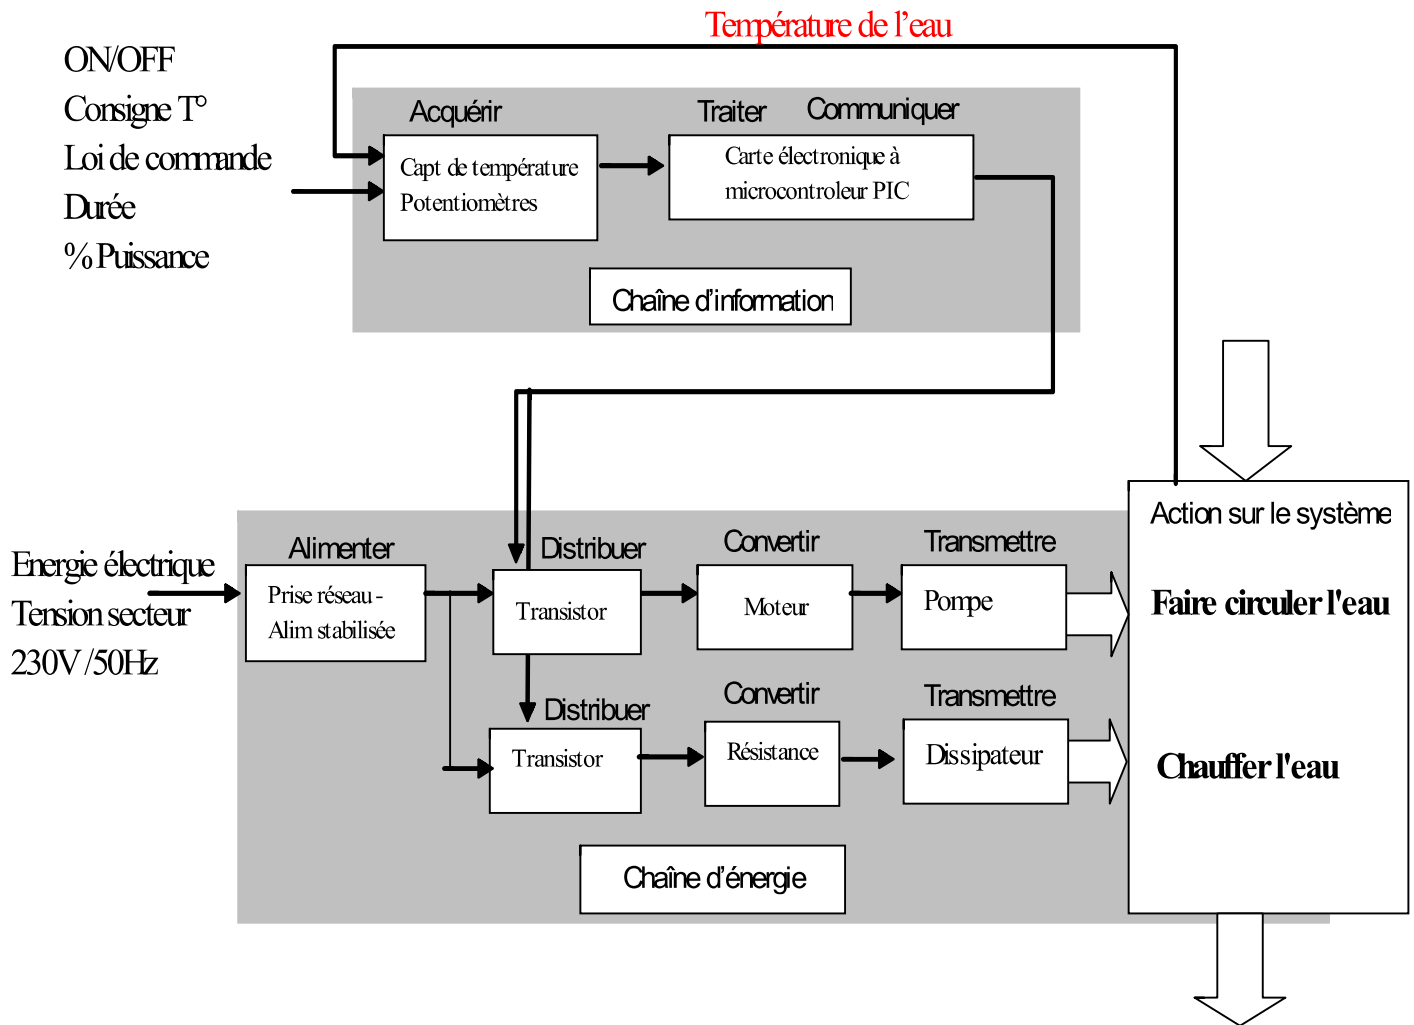 Température de l’eau
ON/OFF
Consigne T°
Loi de commande
Durée
% Puissance
Acquérir
Traiter
Communiquer
Capt de température
Potentiomètres
Carte électronique à
microcontroleur PIC
Chaîne d’information
Energie électrique
Tension secteur
230V /50Hz
Alimenter
Distribuer
Convertir
Transmettre
Prise réseau -
Alim stabilisée
Transistor
Moteur
Pompe
Distribuer
Convertir
Transmettre
Transistor
Résistance
Dissipateur
Chaîne d’énergie
Action sur le système
Faire circuler l'eau
Chauffer l'eau